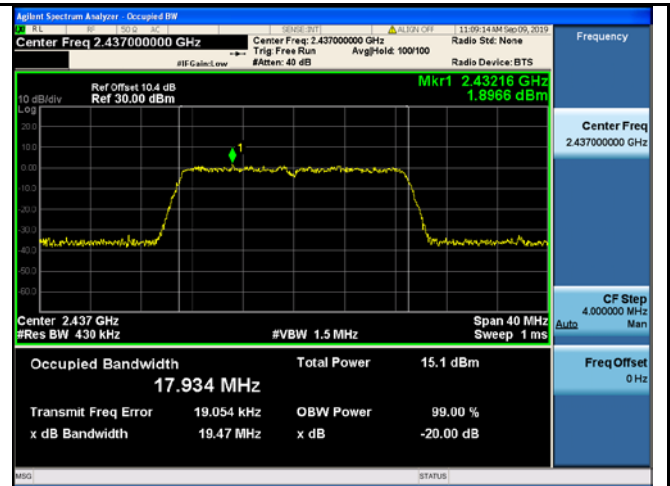 Agilent Spectrum Analyzer - Occupied BW
RL RF 50 Ω AC SENSE:INT ALIGN OFF 11:09:14 AM Sep 09, 2019
Center Freq 2.437000000 GHz
Center Freq: 2.437000000 GHz
Radio Std: None
Trig: Free Run Avg|Hold: 100/100
#IFGain:Low #Atten: 40 dB Radio Device: BTS
Frequency
Mkr1 2.43216 GHz
1.8966 dBm
Ref Offset 10.4 dB
10 dB/div Ref 30.00 dBm
Log
20.0
10.0
0.00
-10.0
-20.0
-30.0
-40.0
-50.0
-60.0
1
Center 2.437 GHz Span 40 MHz
#Res BW 430 kHz #VBW 1.5 MHz Sweep 1 ms
Occupied Bandwidth Total Power 15.1 dBm
17.934 MHz
Transmit Freq Error 19.054 kHz OBW Power 99.00 %
x dB Bandwidth 19.47 MHz x dB -20.00 dB
Center Freq
2.437000000 GHz
CF Step
4.000000 MHz
Auto Man
Freq Offset
0 Hz
MSG STATUS